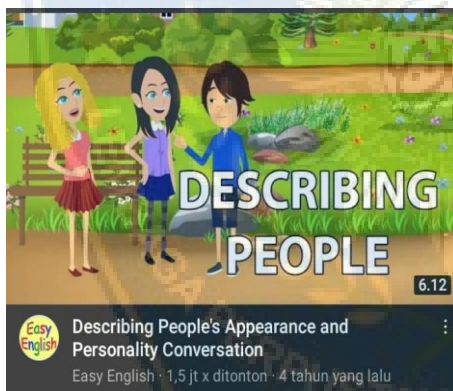 DESCRIBING
PEOPLE
6.12
Easy
English
Describing People's Appearance and
Personality Conversation
Easy English · 1,5 jt x ditonton · 4 tahun yang lalu